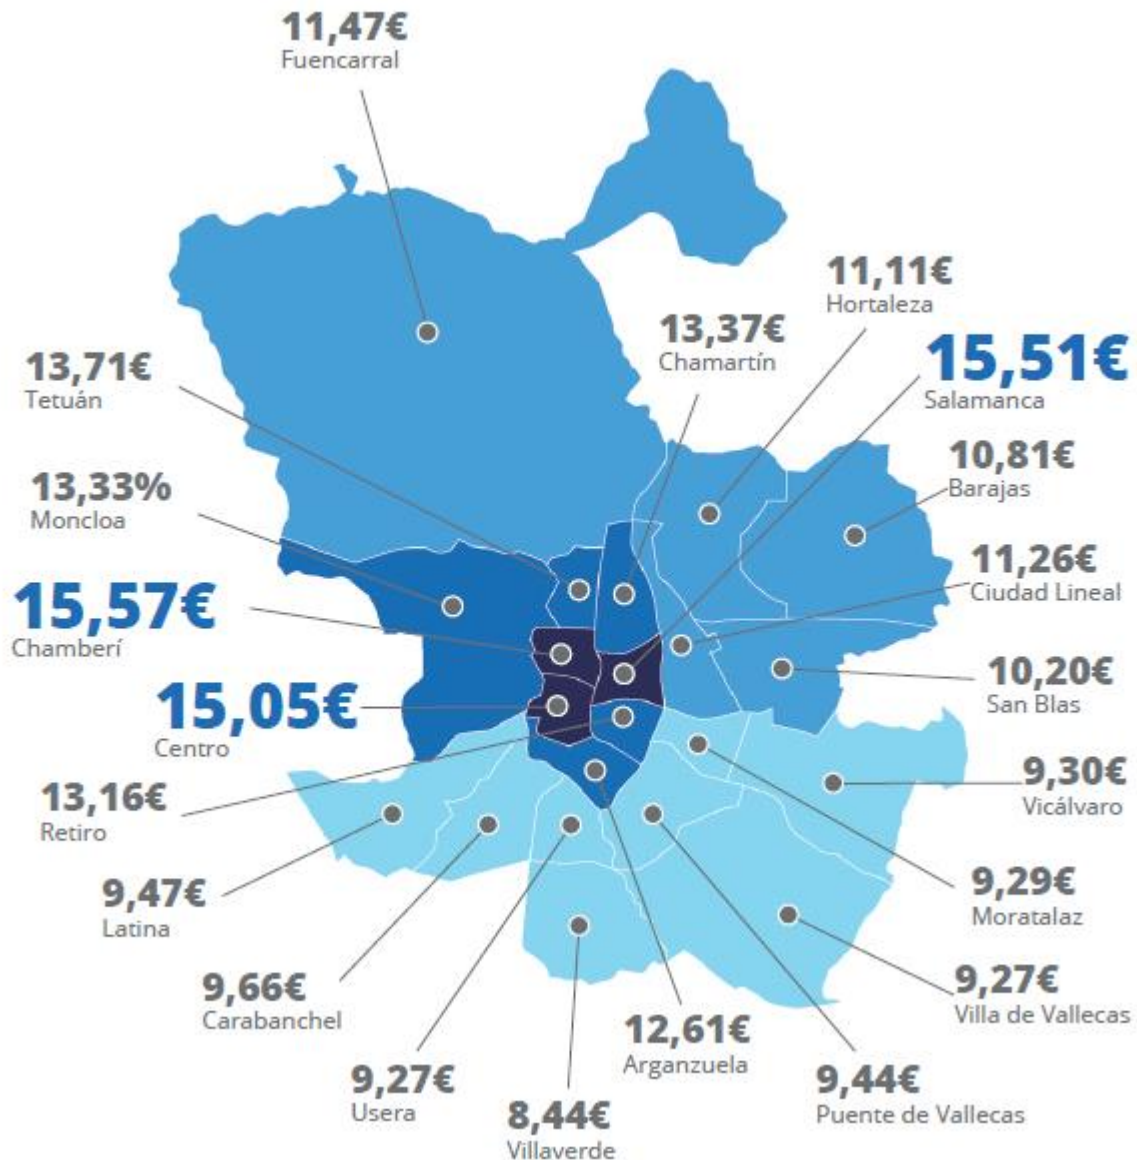 11,47€
Fuencarral
11,11€
Hortaleza
13,37€
Chamartín
15,51€
Salamanca
13,71€
Tetuán
10,81€
Barajas
13,33%
Moncloa
11,26€
Ciudad Lineal
15,57€
Chamberí
10,20€
San Blas
15,05€
Centro
9,30€
Vicálvaro
13,16€
Retiro
9,47€
Latina
9,29€
Moratalaz
9,66€
Carabanchel
9,27€
Villa de Vallecas
12,61€
Arganzuela
9,27€
Usera
9,44€
Puente de Vallecas
8,44€
Villaverde